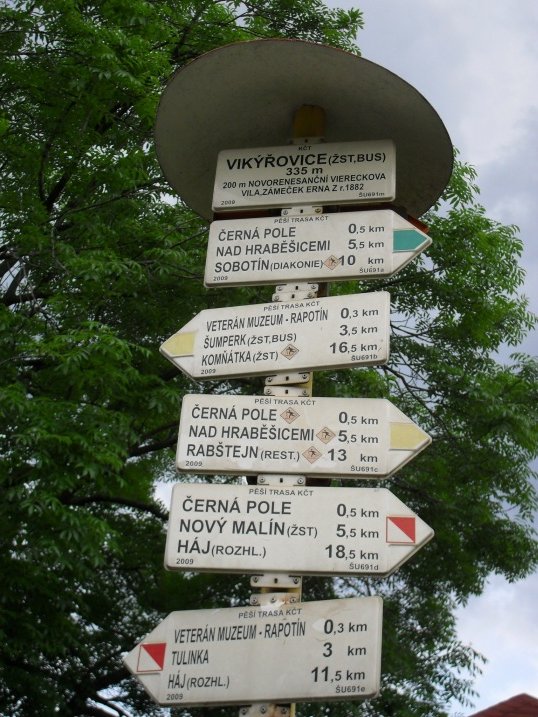 KČT
VIKÝŘOVICE (ŽST,BUS)
335 m
200 m NOVORENESANČNÍ VIERECKOVA
VILA,ZÁMEČEK ERNA Z r.1882
2009 ŠU691m
PĚŠÍ TRASA KČT
ČERNÁ POLE 0,5 KM
NAD HRABĚŠICEMI 5,5 KM
SOBOTÍN (DIAKONIE) 10 KM
2009 ŠU691a
PĚŠÍ TRASA KČT
VETERÁN MUZEUM - RAPOTÍN 0,3 KM
ŠUMPERK (ŽST,BUS) 3,5 KM
KOMŇÁTKA (ŽST) 16,5 KM
2009 ŠU691b
PĚŠÍ TRASA KČT
ČERNÁ POLE 0,5 KM
NAD HRABĚŠICEMI 5,5 KM
RABŠTEJN (REST.) 13 KM
2009 ŠU691c
PĚŠÍ TRASA KČT
ČERNÁ POLE 0,5 KM
NOVÝ MALÍN (ŽST) 5,5 KM
HÁJ (ROZHL.) 18,5 KM
2009 ŠU691d
PĚŠÍ TRASA KČT
VETERÁN MUZEUM - RAPOTÍN 0,3 KM
TULINKA 3 KM
HÁJ (ROZHL.) 11,5 KM
2009 ŠU691e